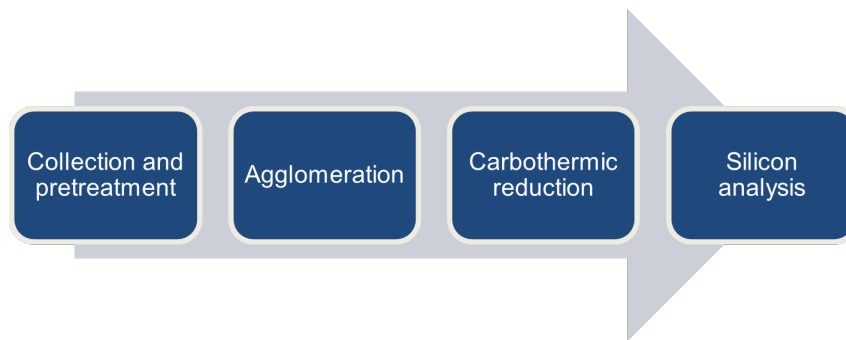 Collection and
pretreatment
Agglomeration
Carbothermic
reduction
Silicon
analysis